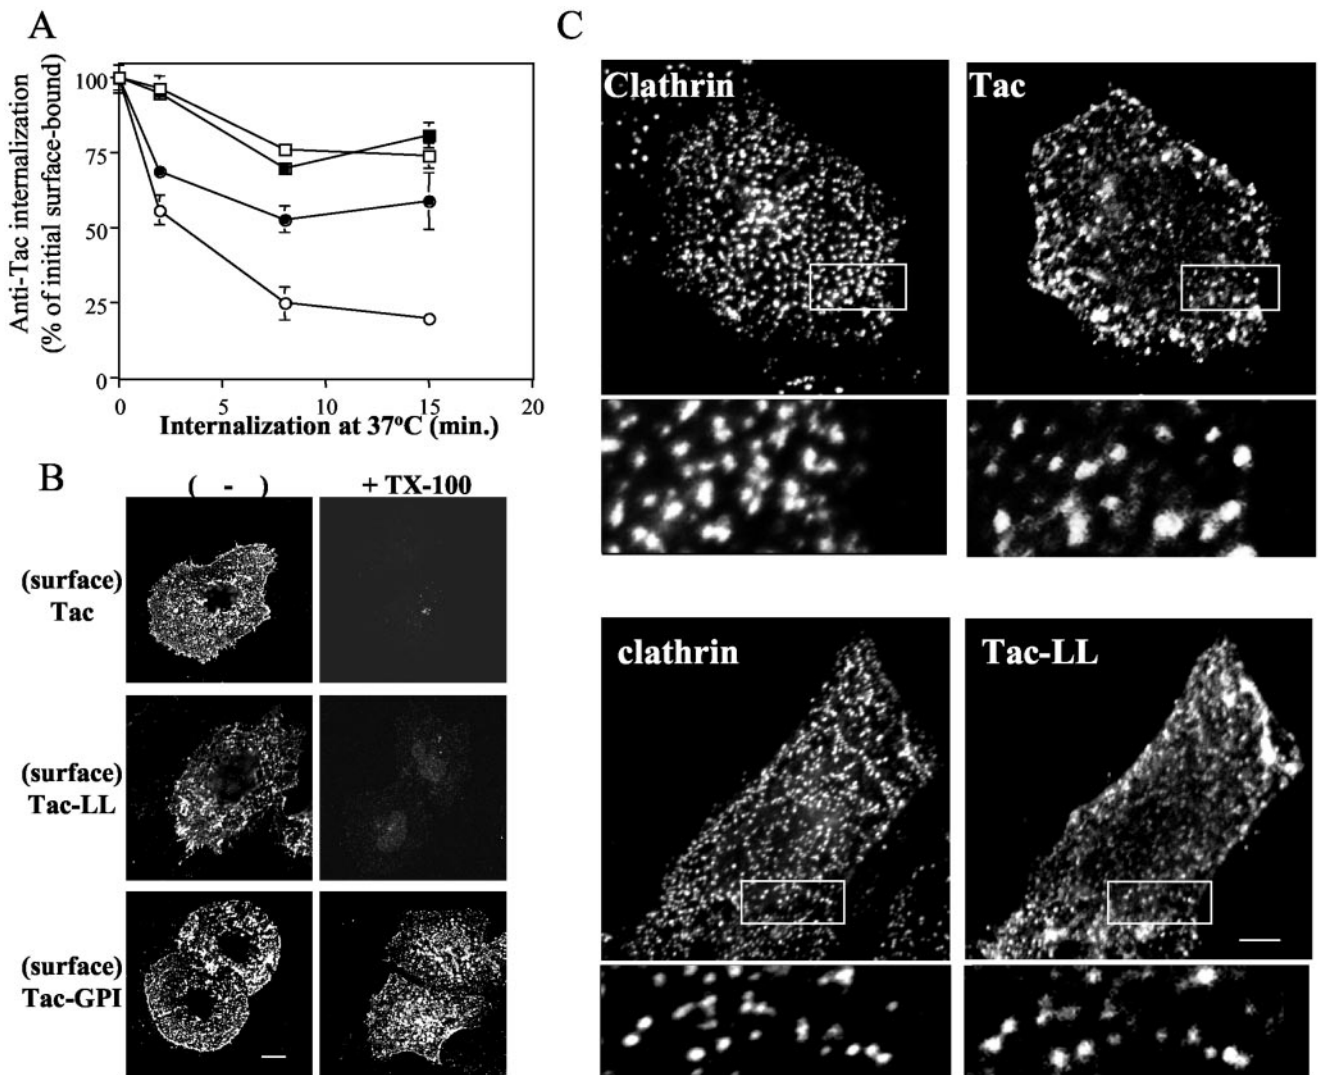 A
Anti-Tac internalization
(% of initial surface-bound)
100
75
50
25
0
0 5 10 15 20
Internalization at 37ºC (min.)
B
( - ) + TX-100
(surface)
Tac
(surface)
Tac-LL
(surface)
Tac-GPI
C
Clathrin
Tac
clathrin
Tac-LL